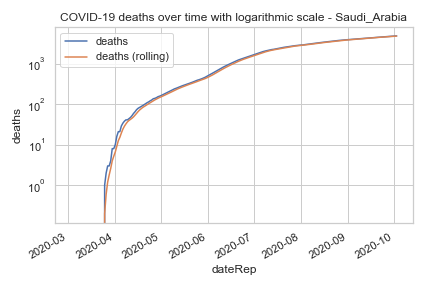 COVID-19 deaths over time with logarithmic scale - Saudi_Arabia
deaths
deaths (rolling)
10³
10²
10¹
10⁰
deaths
2020-03
2020-04
2020-05
2020-06
2020-07
2020-08
2020-09
2020-10
dateRep